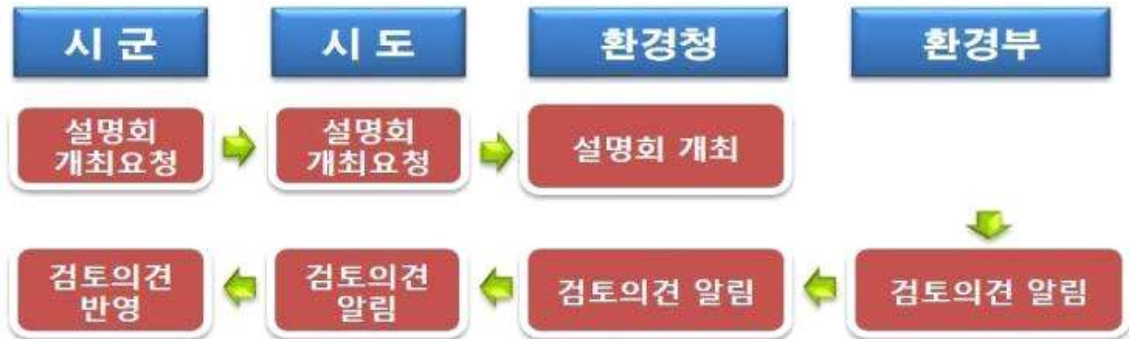 시 군
시 도
환경청
환경부
설명회
개최요청
설명회
개최요청
설명회 개최
검토의견
반영
검토의견
알림
검토의견 알림
검토의견 알림